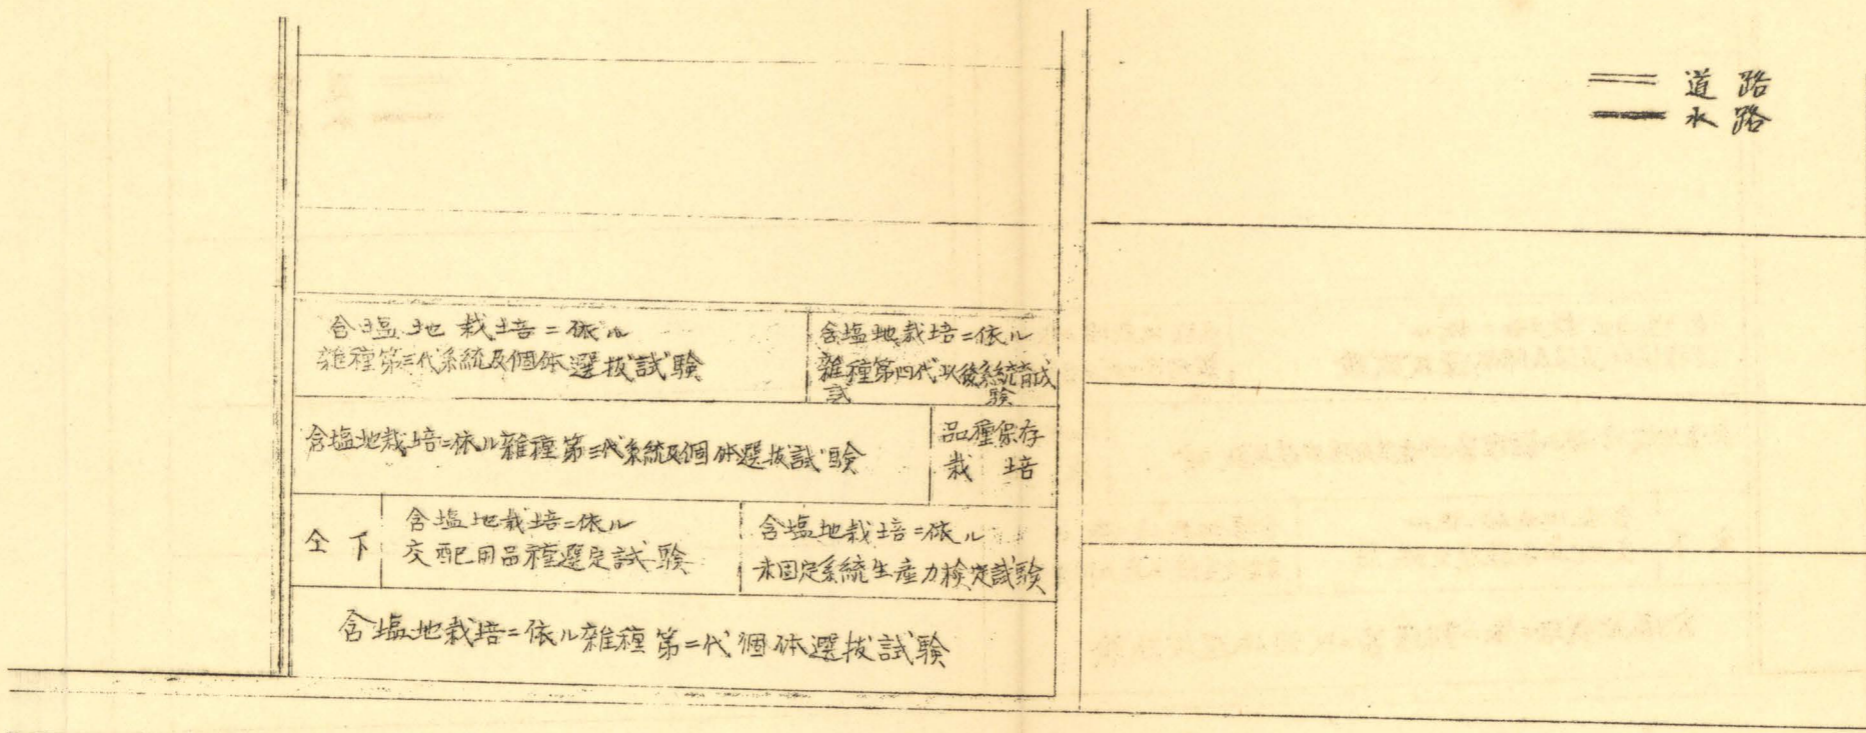 道路
水路
含塩地栽培ニ依ル
雑種第三代系統及個体選抜試験
含塩地栽培ニ依ル
雑種第四代以後系統育成
試験
含塩地栽培ニ依ル雑種第三代系統及個体選抜試験
品種保存
栽培
仝下
含塩地栽培ニ依ル
交配用品種選定試験
含塩地栽培ニ依ル
未固定系統生産力検定試験
含塩地栽培ニ依ル雑種第二代個体選抜試験